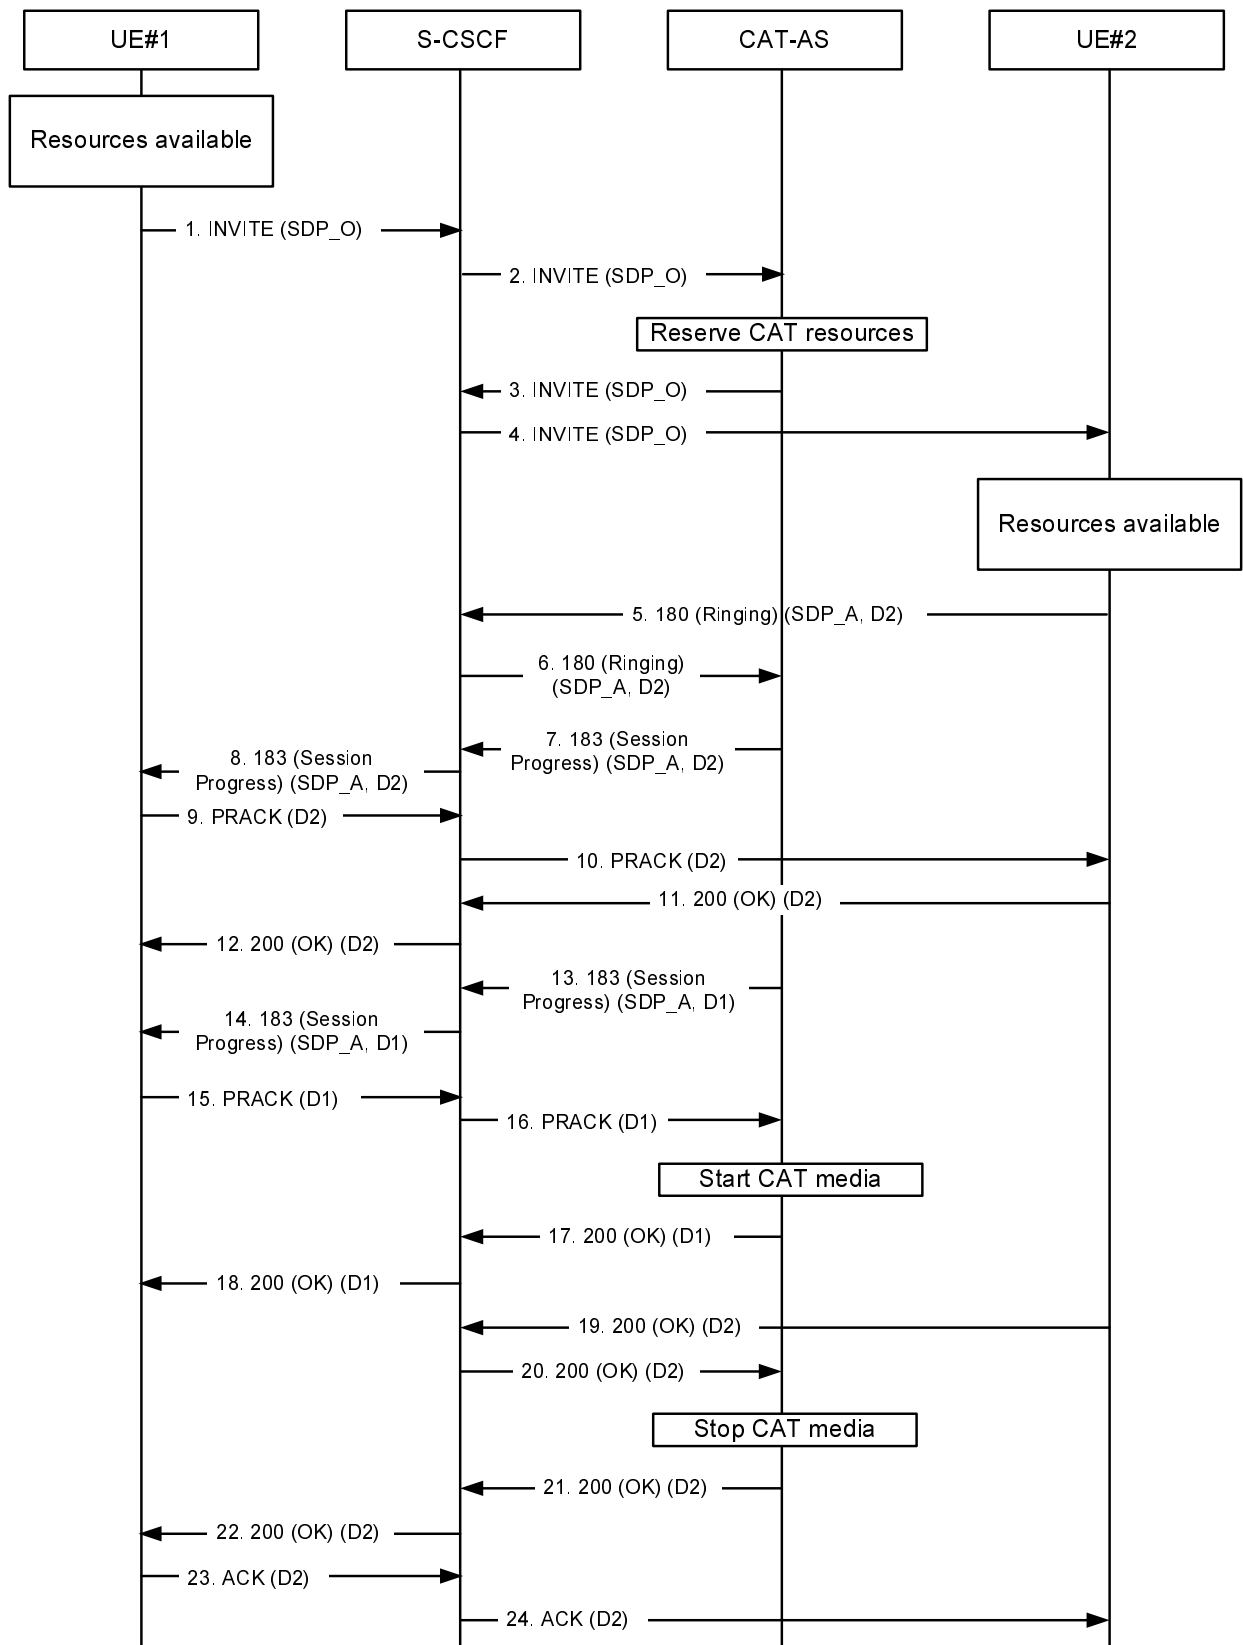 UE#1
S-CSCF
CAT-AS
UE#2
Resources available
1. INVITE (SDP_O)
2. INVITE (SDP_O)
Reserve CAT resources
3. INVITE (SDP_O)
4. INVITE (SDP_O)
Resources available
5. 180 (Ringing) (SDP_A, D2)
6. 180 (Ringing)
(SDP_A, D2)
7. 183 (Session
Progress) (SDP_A, D2)
8. 183 (Session
Progress) (SDP_A, D2)
9. PRACK (D2)
10. PRACK (D2)
11. 200 (OK) (D2)
12. 200 (OK) (D2)
13. 183 (Session
Progress) (SDP_A, D1)
14. 183 (Session
Progress) (SDP_A, D1)
15. PRACK (D1)
16. PRACK (D1)
Start CAT media
17. 200 (OK) (D1)
18. 200 (OK) (D1)
19. 200 (OK) (D2)
20. 200 (OK) (D2)
Stop CAT media
21. 200 (OK) (D2)
22. 200 (OK) (D2)
23. ACK (D2)
24. ACK (D2)